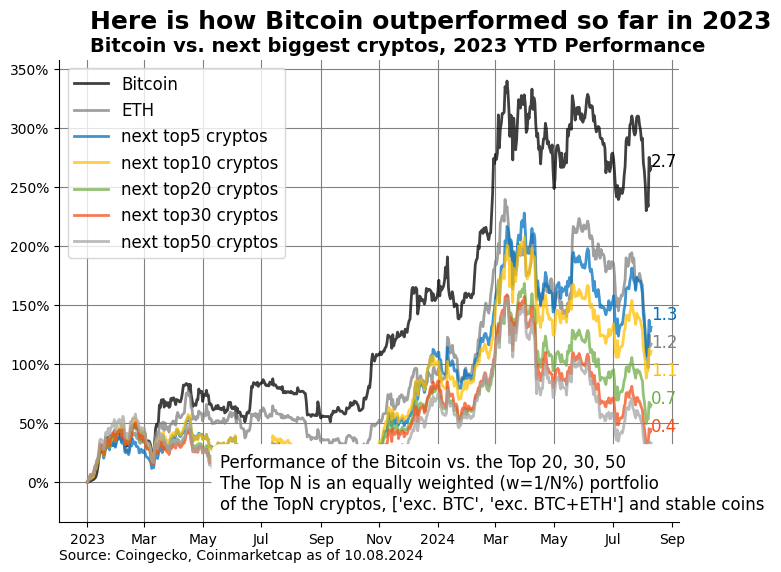 Here is how Bitcoin outperformed so far in 2023
Bitcoin vs. next biggest cryptos, 2023 YTD Performance
350%
300%
250%
200%
150%
100%
50%
0%
Bitcoin
ETH
next top5 cryptos
next top10 cryptos
next top20 cryptos
next top30 cryptos
next top50 cryptos
2.7
1.3
1.2
1.1
0.7
0.4
Performance of the Bitcoin vs. the Top 20, 30, 50
The Top N is an equally weighted (w=1/N%) portfolio
of the TopN cryptos, ['exc. BTC', 'exc. BTC+ETH'] and stable coins
2023 Mar May Jul Sep Nov 2024 Mar May Jul Sep
Source: Coingecko, Coinmarketcap as of 10.08.2024